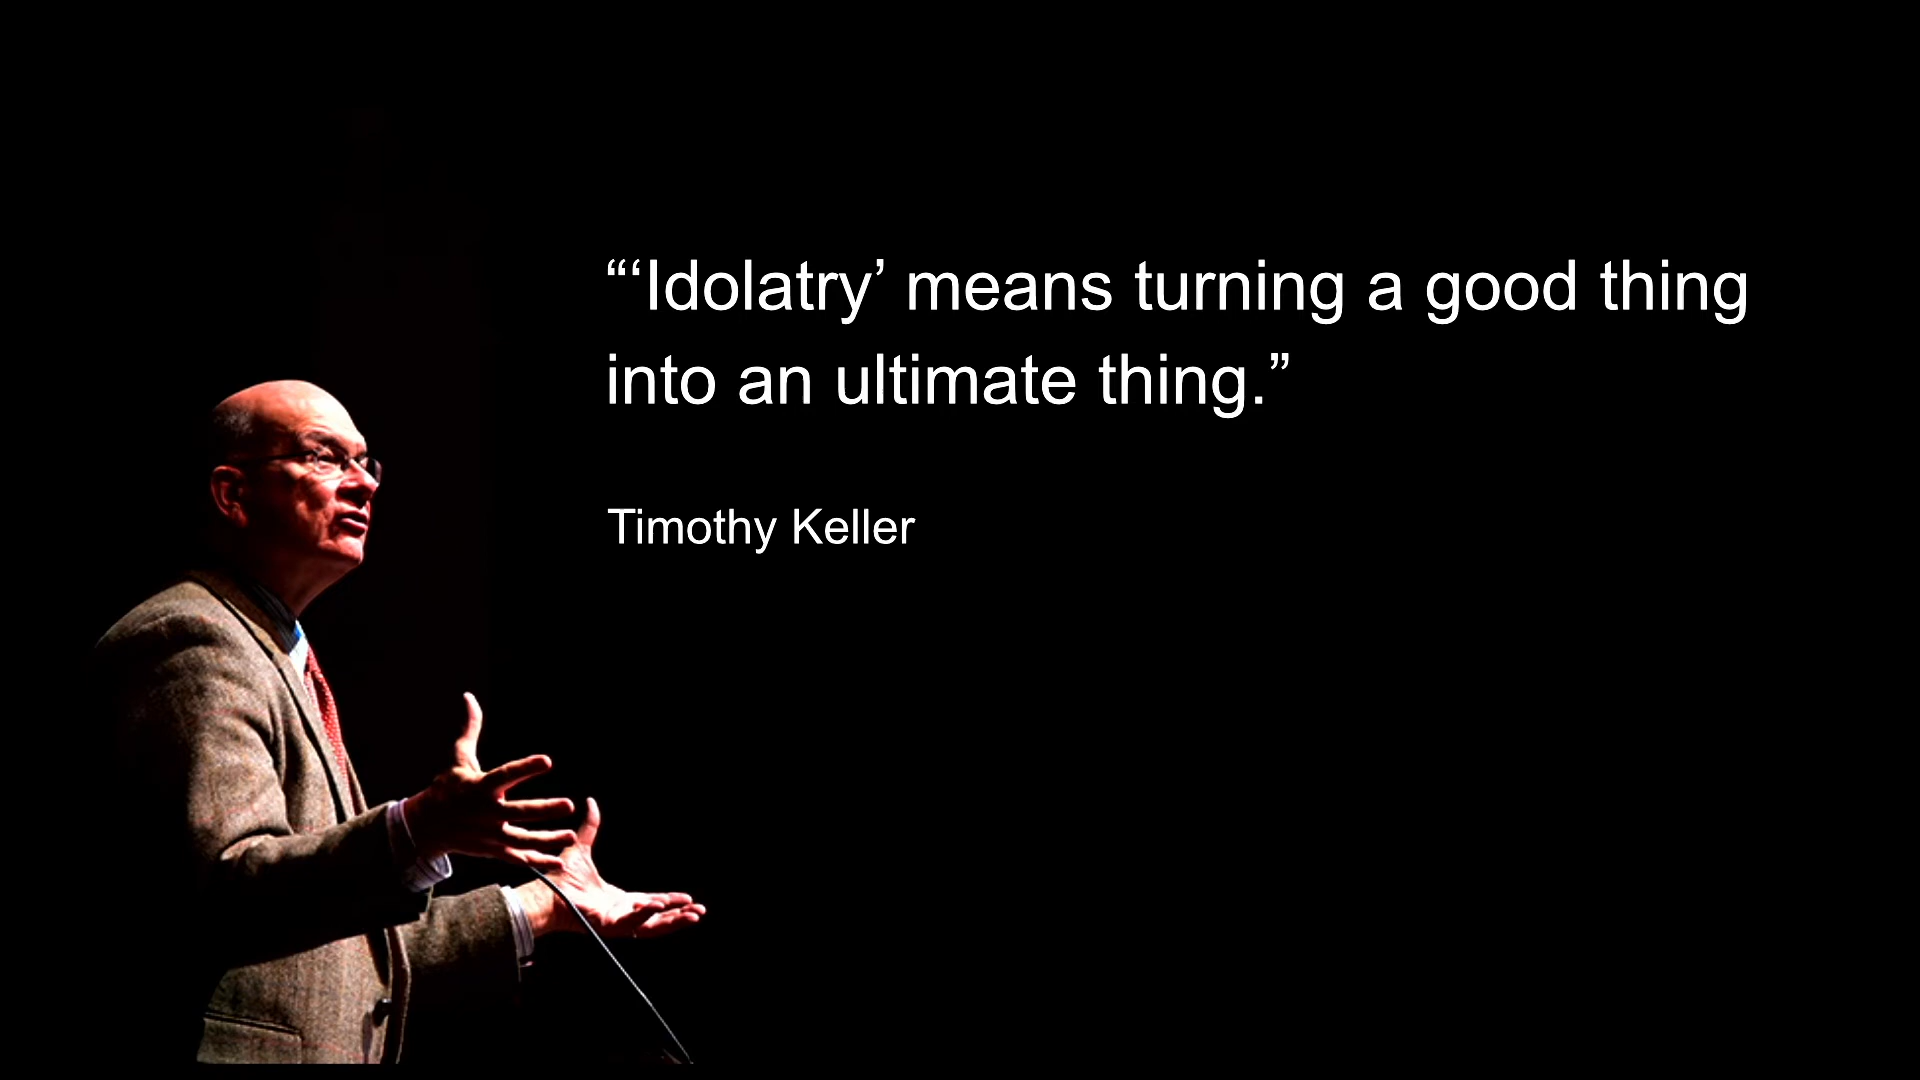 “‘Idolatry’ means turning a good thing
into an ultimate thing.”
Timothy Keller